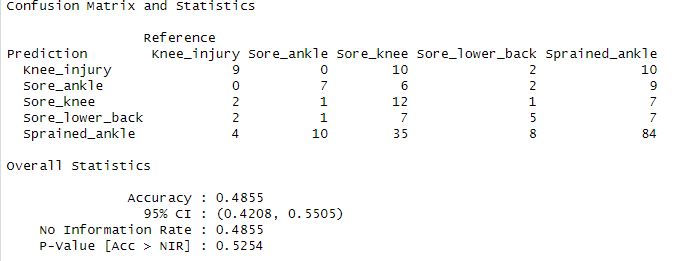 Confusion Matrix and Statistics
Reference
Prediction Knee_injury Sore_ankle Sore_knee Sore_lower_back Sprained_ankle
Knee_injury 9 0 10 2 10
Sore_ankle 0 7 6 2 9
Sore_knee 2 1 12 1 7
Sore_lower_back 2 1 7 5 7
Sprained_ankle 4 10 35 8 84
Overall Statistics
Accuracy : 0.4855
95% CI : (0.4208, 0.5505)
No Information Rate : 0.4855
P-Value [Acc > NIR] : 0.5254